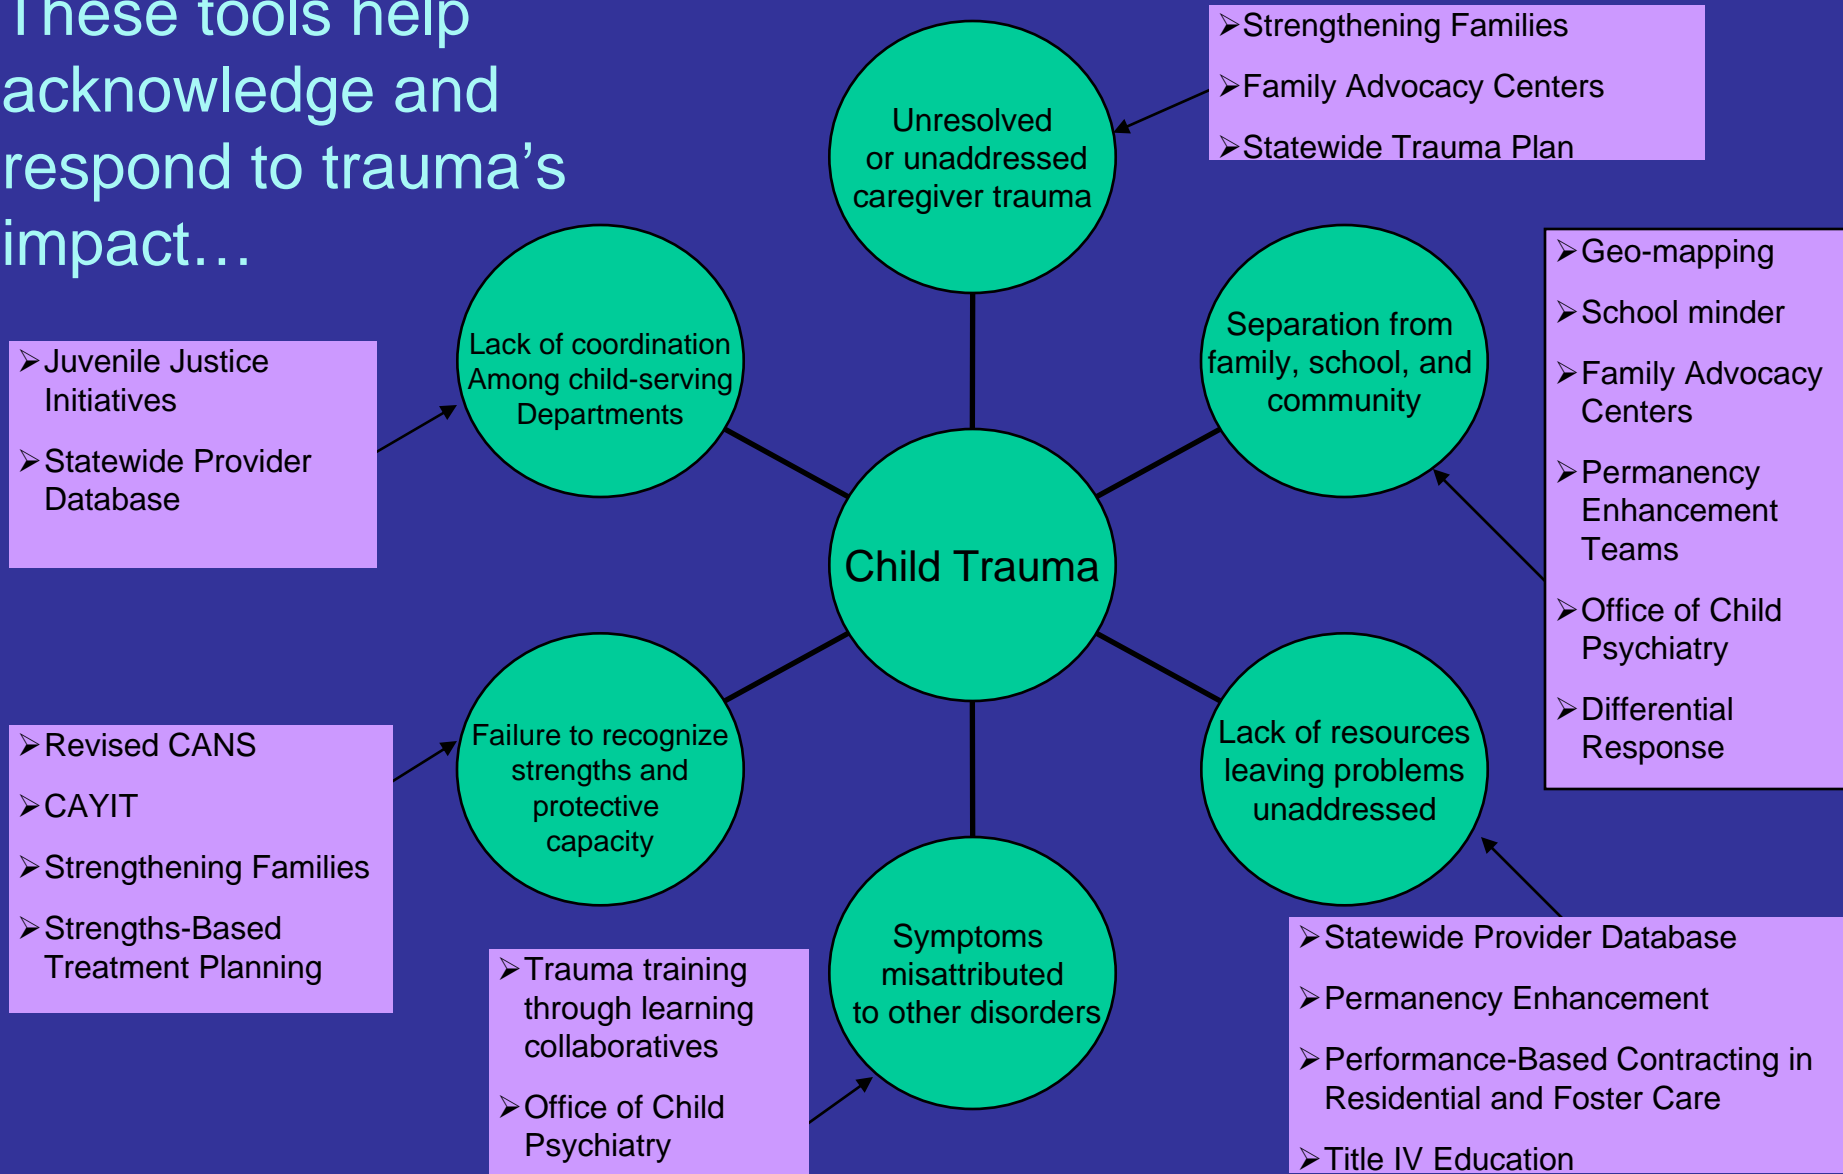 These tools help
acknowledge and
respond to trauma’s
impact…
Unresolved
or unaddressed
caregiver trauma
➢Strengthening Families
➢Family Advocacy Centers
➢Statewide Trauma Plan
Lack of coordination
Among child-serving
Departments
➢Juvenile Justice
Initiatives
➢Statewide Provider
Database
Separation from
family, school, and
community
➢Geo-mapping
➢School minder
➢Family Advocacy
Centers
➢Permanency
Enhancement
Teams
➢Office of Child
Psychiatry
➢Differential
Response
Child Trauma
Failure to recognize
strengths and
protective
capacity
➢Revised CANS
➢CAYIT
➢Strengthening Families
➢Strengths-Based
Treatment Planning
Lack of resources
leaving problems
unaddressed
➢Statewide Provider Database
➢Permanency Enhancement
➢Performance-Based Contracting in
Residential and Foster Care
➢Title IV Education
Symptoms
misattributed
to other disorders
➢Trauma training
through learning
collaboratives
➢Office of Child
Psychiatry